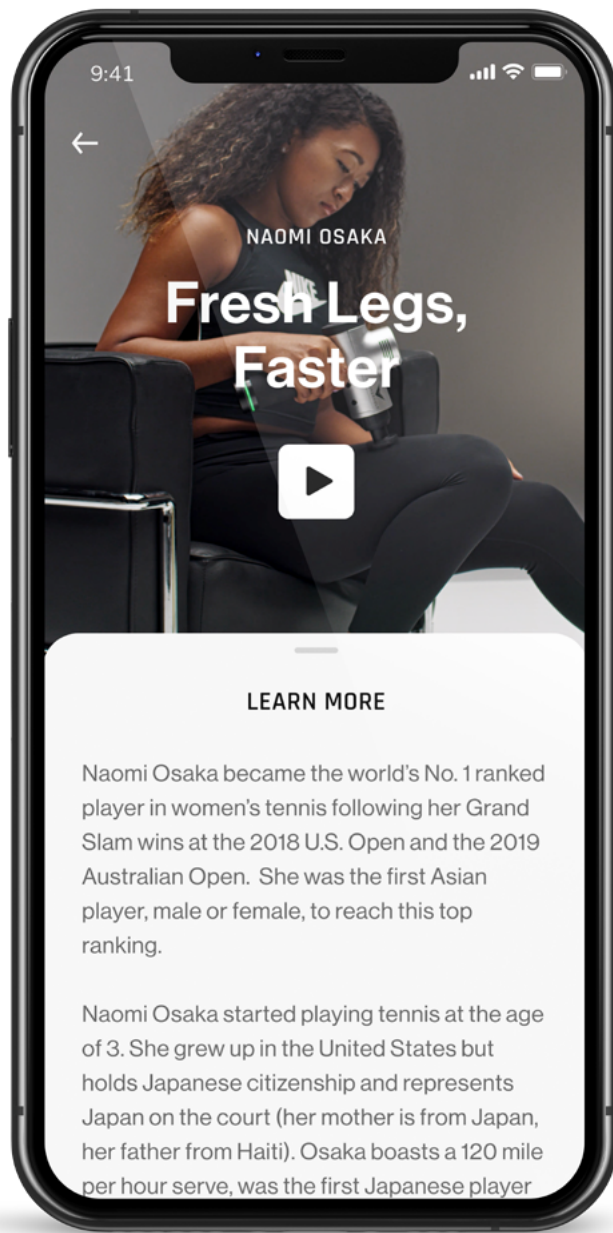 9:41
NAOMI OSAKA
NIKE
Fresh Legs,
Faster
LEARN MORE
Naomi Osaka became the world's No. 1 ranked
player in women's tennis following her Grand
Slam wins at the 2018 U.S. Open and the 2019
Australian Open.  She was the first Asian
player, male or female, to reach this top
ranking.
Naomi Osaka started playing tennis at the age
of 3. She grew up in the United States but
holds Japanese citizenship and represents
Japan on the court (her mother is from Japan,
her father from Haiti). Osaka boasts a 120 mile
per hour serve, was the first Japanese player